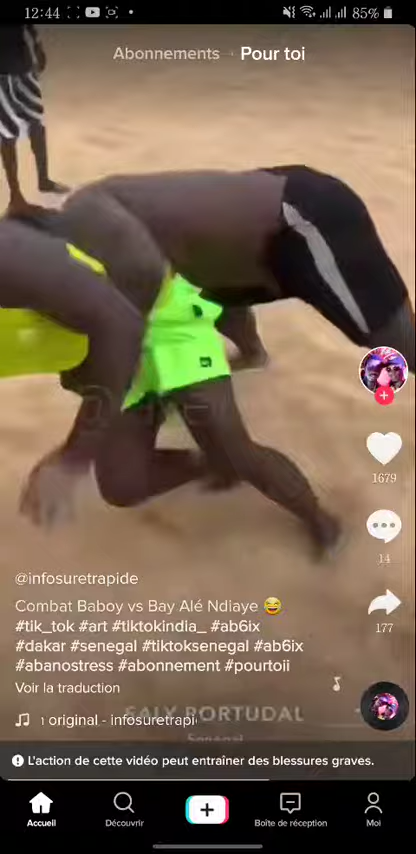 12:44
85%
Abonnements
Pour toi
1679
14
177
@infosuretrapide
Combat Baboy vs Bay Alé Ndiaye 😂
#tik_tok #art #tiktokindia_ #ab6ix
#dakar #senegal #tiktoksenegal #ab6ix
#abanostress #abonnement #pourtoii
Voir la traduction
SALY PORTUDAL
Senegal
original - infosuretrapi
L'action de cette vidéo peut entraîner des blessures graves.
Accueil
Découvrir
Boîte de réception
Moi